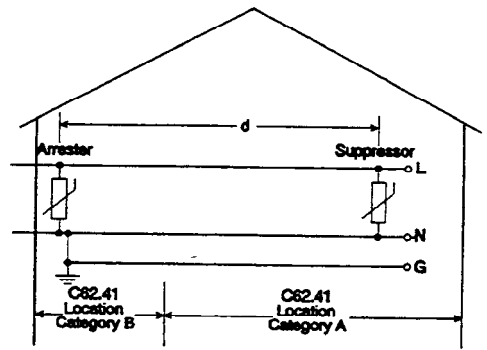 d
Arrester
Suppressor
L
N
G
C62.41
Location
Category B
C62.41
Location
Category A